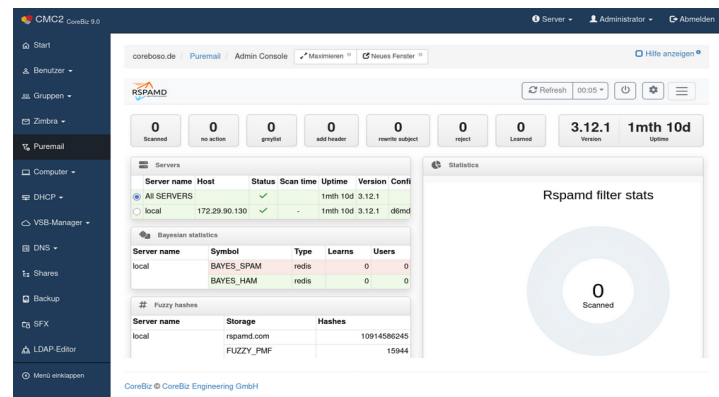 CMC2 CoreBiz 9.0
Server
Administrator
Abmelden
Start
Benutzer
Gruppen
Zimbra
Puremail
Computer
DHCP
VSB-Manager
DNS
Shares
Backup
SFX
LDAP-Editor
Menü einklappen
coreboso.de / Puremail / Admin Console
Maximieren
Neues Fenster
Hilfe anzeigen
RSPAMD
Refresh 00:05
0 0 0 0 0 0 0 3.12.1 1mth 10d
Scanned no action greylist add header rewrite subject reject Learned Version Uptime
Servers
Server name Host Status Scan time Uptime Version Confi
All SERVERS 1mth 10d 3.12.1
local 172.29.90.130 - 1mth 10d 3.12.1 d6md
Bayesian statistics
Server name Symbol Type Learns Users
local BAYES_SPAM redis 0 0
BAYES_HAM redis 0 0
# Fuzzy hashes
Server name Storage Hashes
local rspamd.com 10914586245
FUZZY_PMF 15944
Statistics
Rspamd filter stats
0
Scanned
CoreBiz © CoreBiz Engineering GmbH